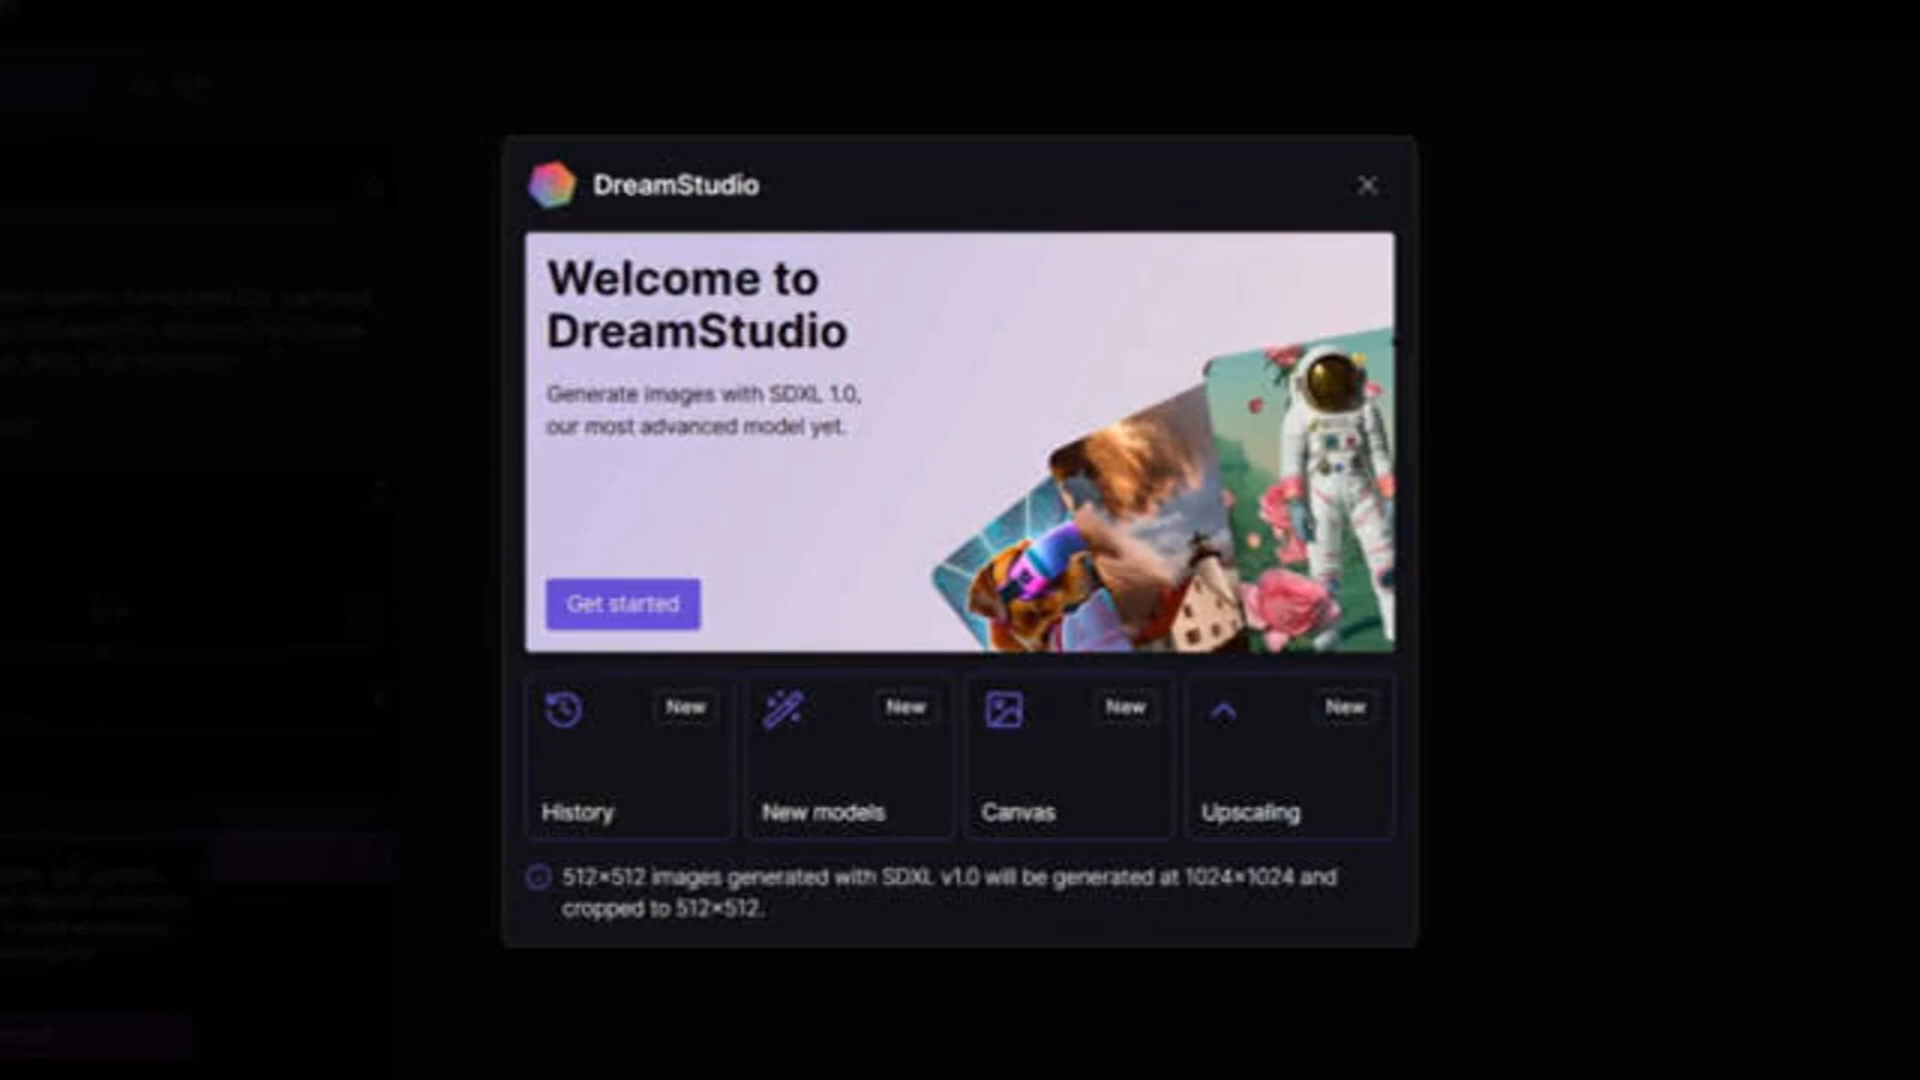 DreamStudio
Welcome to
DreamStudio
Generate images with SDXL 1.0,
our most advanced model yet.
Get started
New
New
New
New
History
New models
Canvas
Upscaling
512×512 images generated with SDXL v1.0 will be generated at 1024×1024 and
cropped to 512×512.